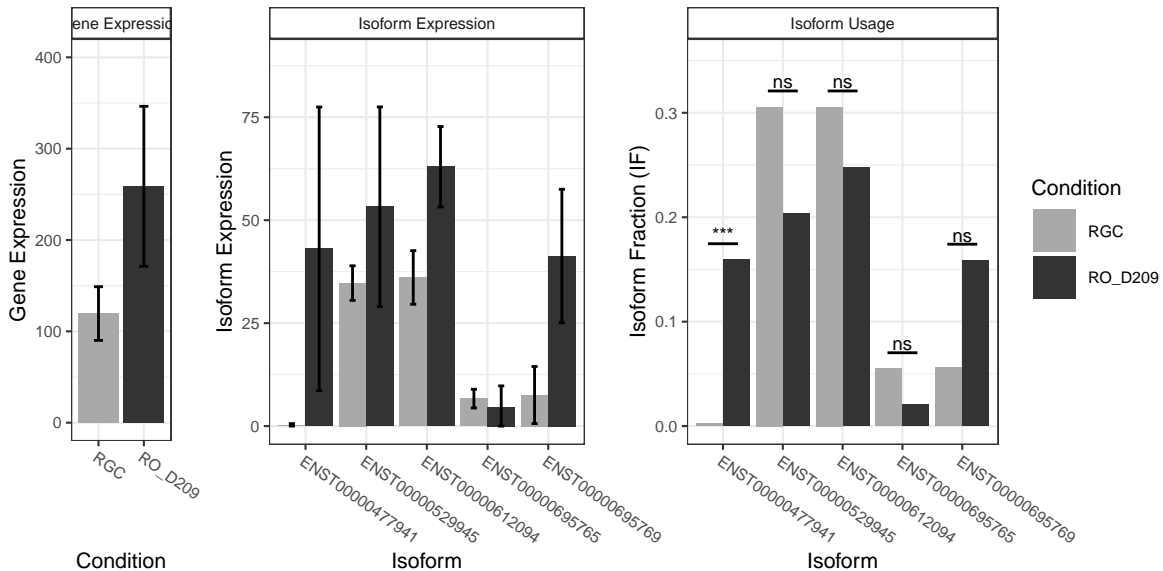 ene Expressio
Gene Expression
400
300
200
100
0
RGC
RO_D209
Condition
Isoform Expression
Isoform Expression
75
50
25
0
ENST00000477941
ENST00000529945
ENST00000612094
ENST00000695765
ENST00000695769
Isoform
Isoform Usage
Isoform Fraction (IF)
0.3
0.2
0.1
0.0
***
ns
ns
ns
ns
ENST00000477941
ENST00000529945
ENST00000612094
ENST00000695765
ENST00000695769
Isoform
Condition
RGC
RO_D209